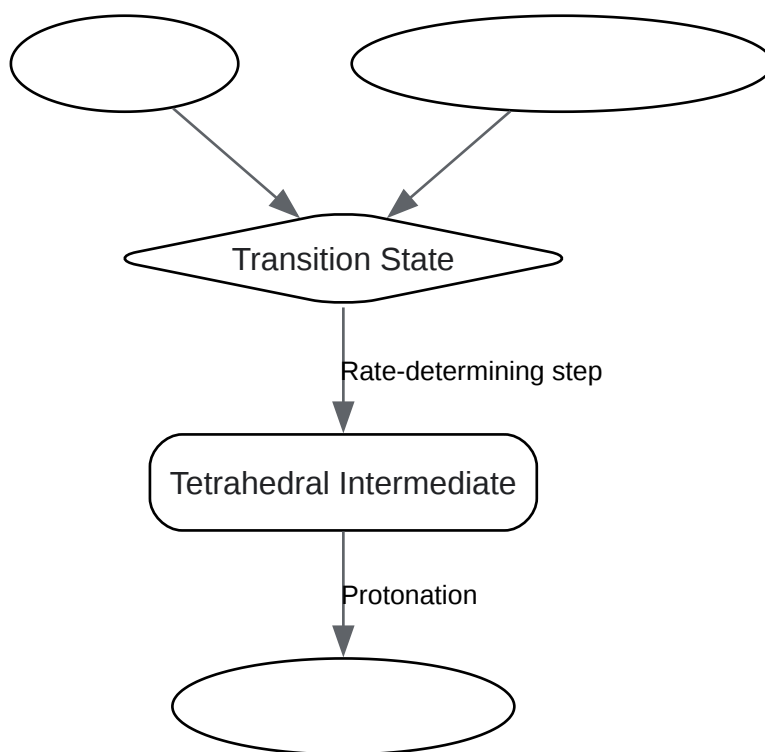 Transition State
Rate-determining step
Tetrahedral Intermediate
Protonation